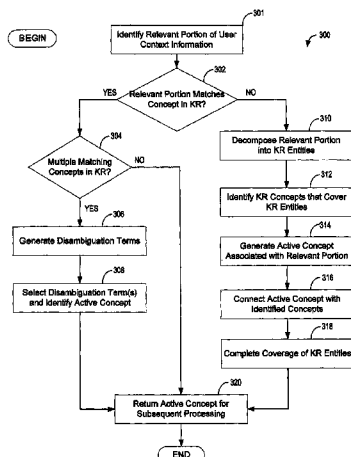 301
BEGIN
Identify Relevant Portion of User
Context Information
300
302
YES
Relevant Portion Matches
Concept in KR?
NO
304
Multiple Matching
Concepts in KR?
NO
YES
306
Generate Disambiguation Terms
308
Select Disambiguation Term(s)
and Identify Active Concept
310
Decompose Relevant Portion
into KR Entities
312
Identify KR Concepts that Cover
KR Entities
314
Generate Active Concept
Associated with Relevant Portion
316
Connect Active Concept with
Identified Concepts
318
Complete Coverage of KR Entities
320
Return Active Concept for
Subsequent Processing
END